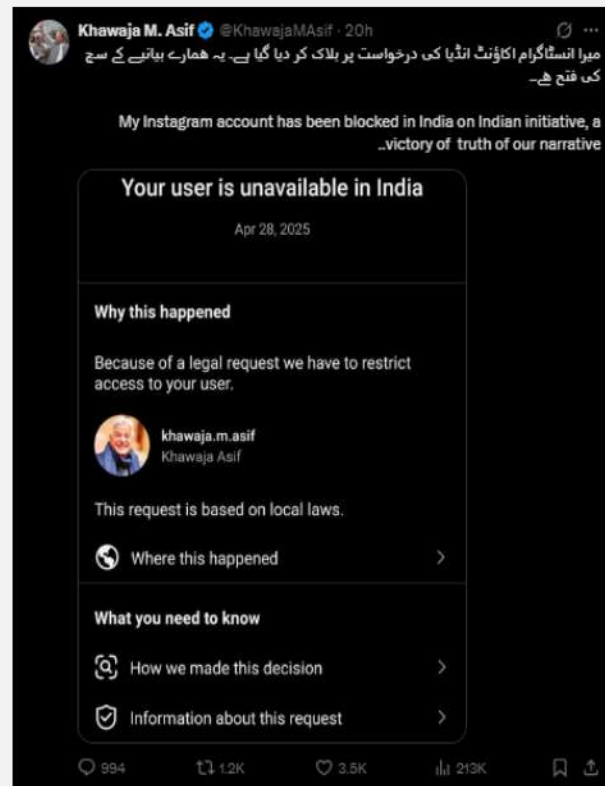 Khawaja M. Asif @KhawajaMAsif · 20h
میرا انسٹاگرام اکاؤنٹ انڈیا کی درخواست پر بلاک کر دیا گیا ہے۔ یہ ھمارے بیانیے کے سچ
کی فتح ھے۔
My Instagram account has been blocked in India on Indian initiative, a
victory of truth of our narrative..
Your user is unavailable in India
Apr 28, 2025
Why this happened
Because of a legal request we have to restrict
access to your user.
khawaja.m.asif
Khawaja Asif
This request is based on local laws.
Where this happened
What you need to know
How we made this decision
Information about this request
994 1.2K 3.5K 213K